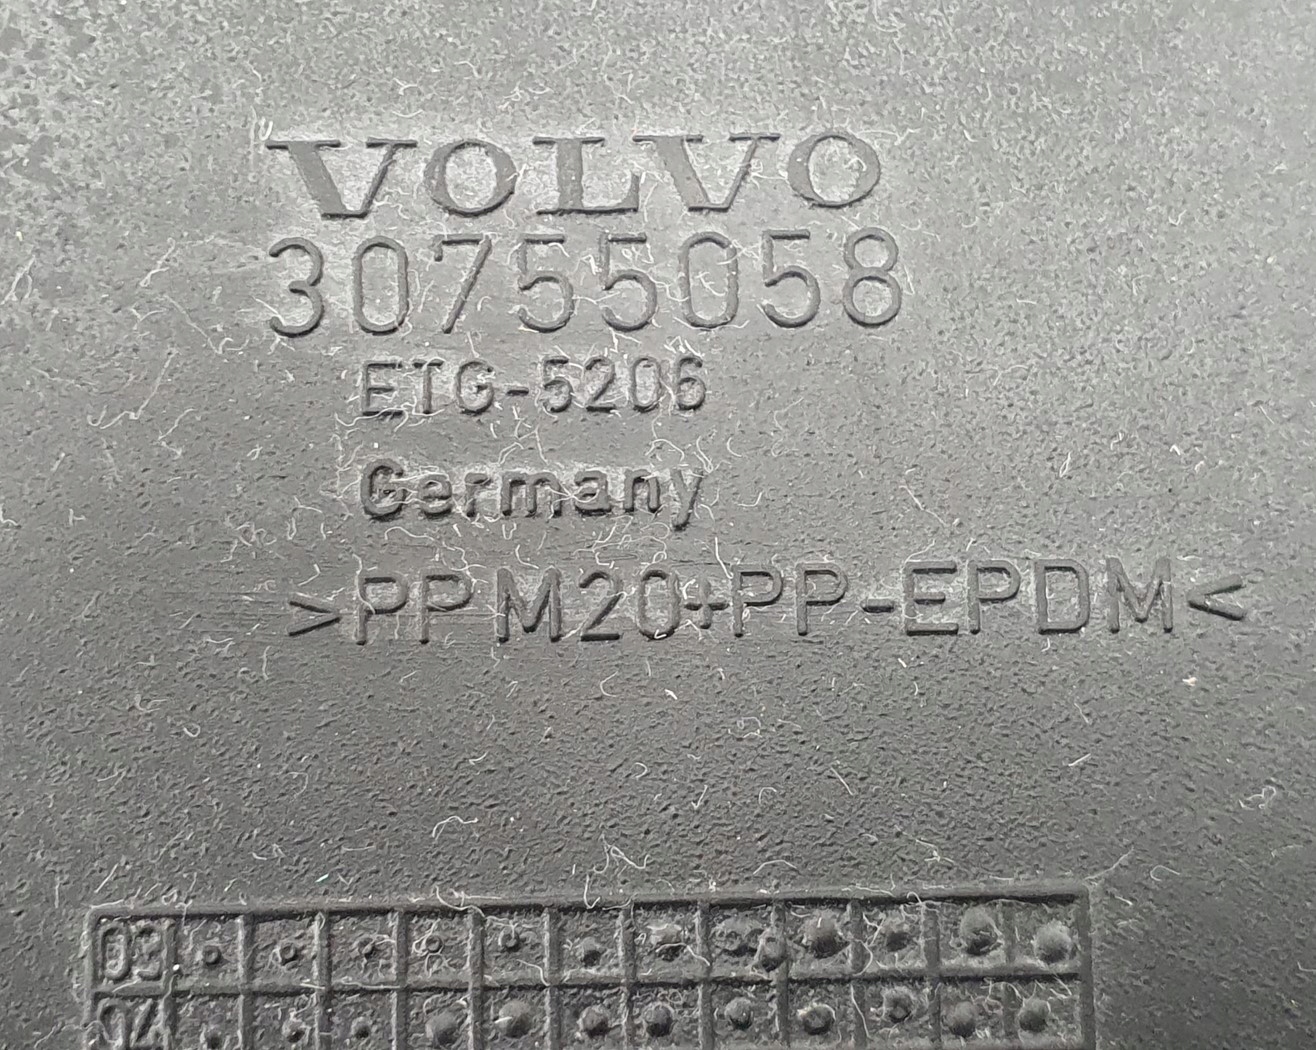 VOLVO
30755058
ETG-5206
Germany
>PPM20+PP-EPDM<
03
04